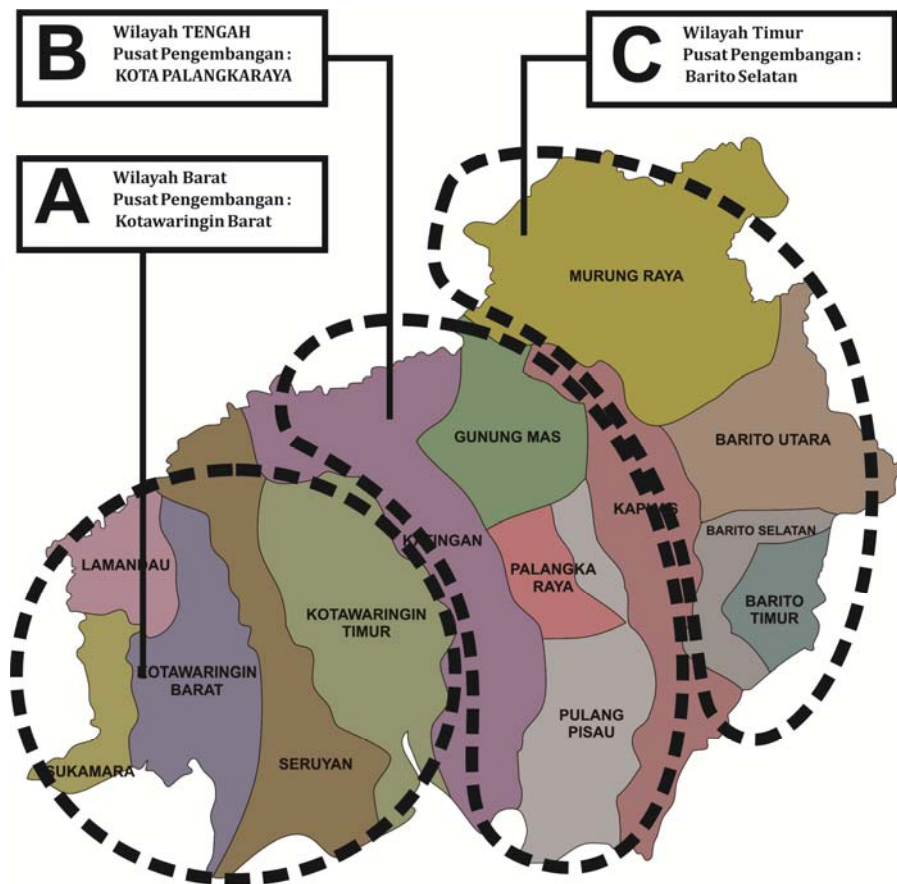 B
Wilayah TENGAH
Pusat Pengembangan :
KOTA PALANGKARAYA
C
Wilayah Timur
Pusat Pengembangan :
Barito Selatan
A
Wilayah Barat
Pusat Pengembangan :
Kotawaringin Barat
MURUNG RAYA
GUNUNG MAS
BARITO UTARA
KAPUAS
BARITO SELATAN
KATINGAN
LAMANDAU
PALANGKA
RAYA
BARITO
TIMUR
KOTAWARINGIN
TIMUR
KOTAWARINGIN
BARAT
PULANG
PISAU
SUKAMARA
SERUYAN